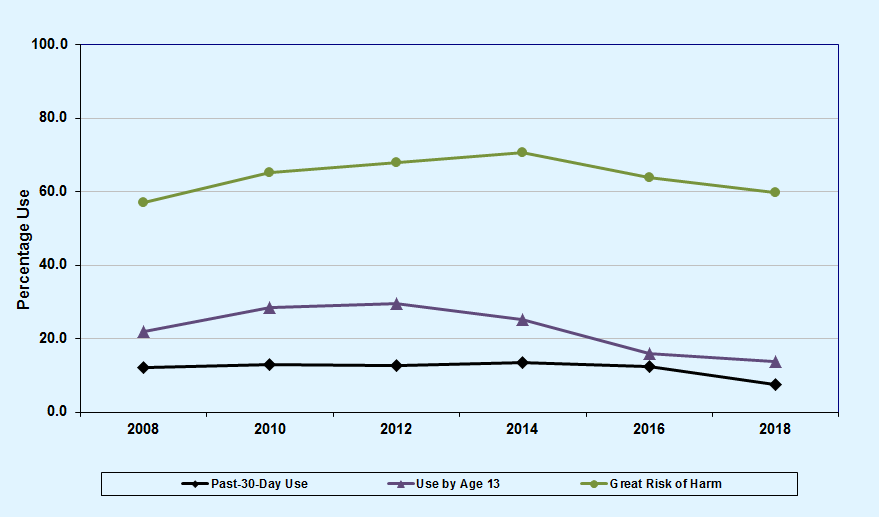 100.0
80.0
60.0
40.0
20.0
0.0
Percentage Use
2008 2010 2012 2014 2016 2018
Past-30-Day Use Use by Age 13 Great Risk of Harm